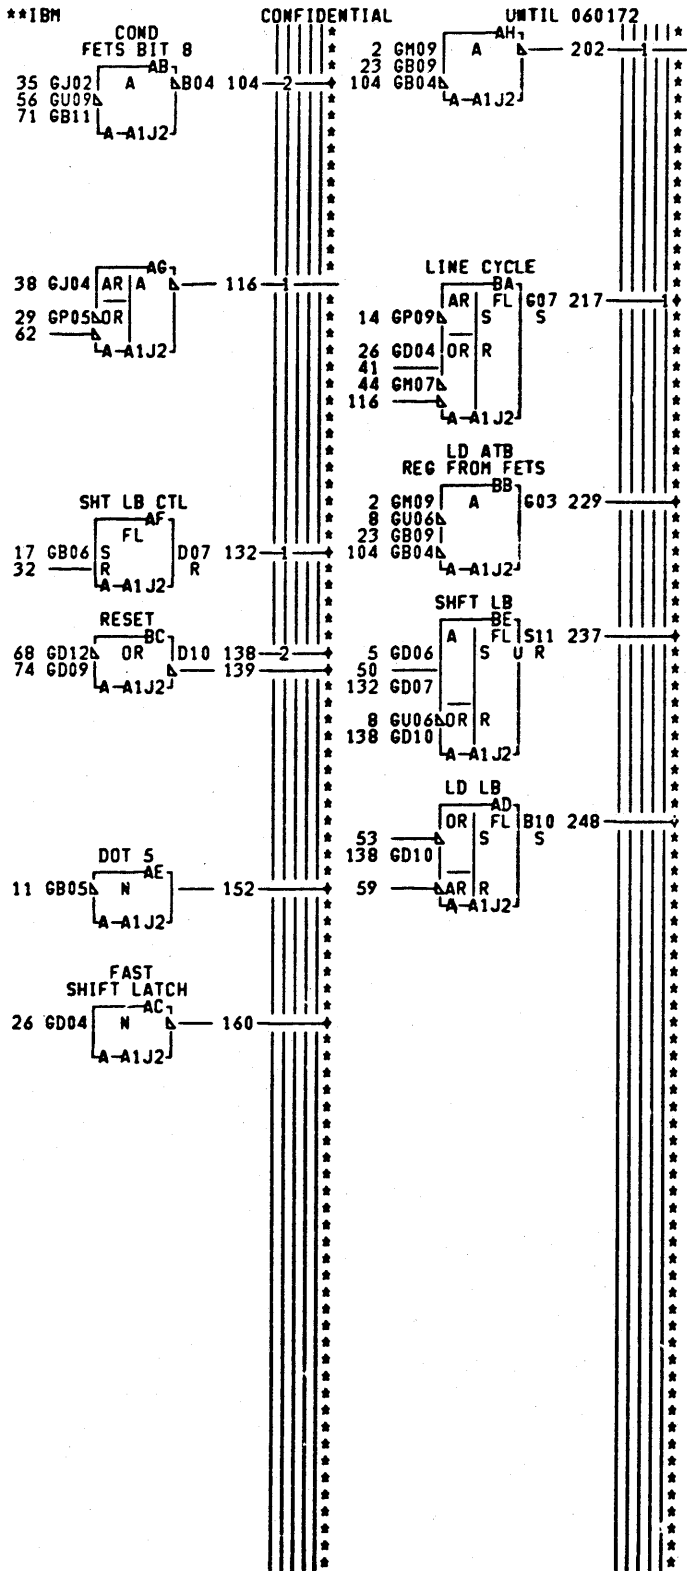 **IBM CONFIDENTIAL UNTIL 060172
COND
FETS BIT 8
AB
35 GJ02 A B04 104 2
56 GU09
71 GB11
A-A1J2
AG
38 GJ04 AR A 116 1
29 GP05 OR
62
A-A1J2
SHT LB CTL
AF
FL
17 GB06 S D07 132 1
32 R R
A-A1J2
RESET
BC
68 GD12 OR D10 138 2
74 GD09 139
A-A1J2
DOT 5
AE
11 GB05 N 152
A-A1J2
FAST
SHIFT LATCH
AC
26 GD04 N 160
A-A1J2
AH
2 GM09 A 202 1
23 GB09
104 GB04
A-A1J2
LINE CYCLE
BA
AR FL G07 217 1
14 GP09 S S
26 GD04 OR R
41
44 GM07
116
A-A1J2
LD ATB
REG FROM FETS
BB
2 GM09 A G03 229
8 GU06
23 GB09
104 GB04
A-A1J2
SHFT LB
BE
A FL S11 237
5 GD06 S U R
50
132 GD07
8 GU06 OR R
138 GD10
A-A1J2
LD LB
AD
OR FL B10 248
53 S S
138 GD10
59 AR R
A-A1J2